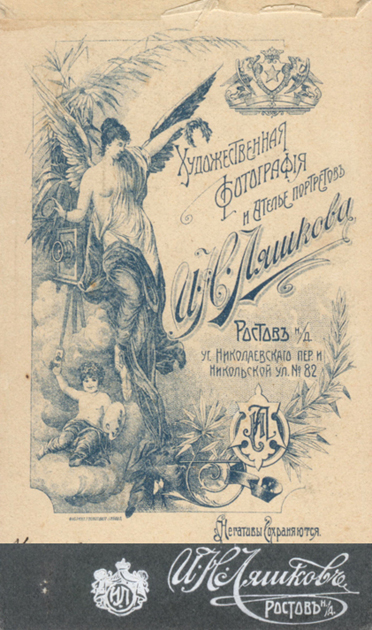 Художественная
Фотографія
и ателье портретовъ
И.Н.Ляшкова
Ростовъ н/Д.
уг. Николаевскаго пер. и
Никольской ул. № 82
Негативы сохраняются.
И.Н.Ляшковъ
Ростовъ н/Д.